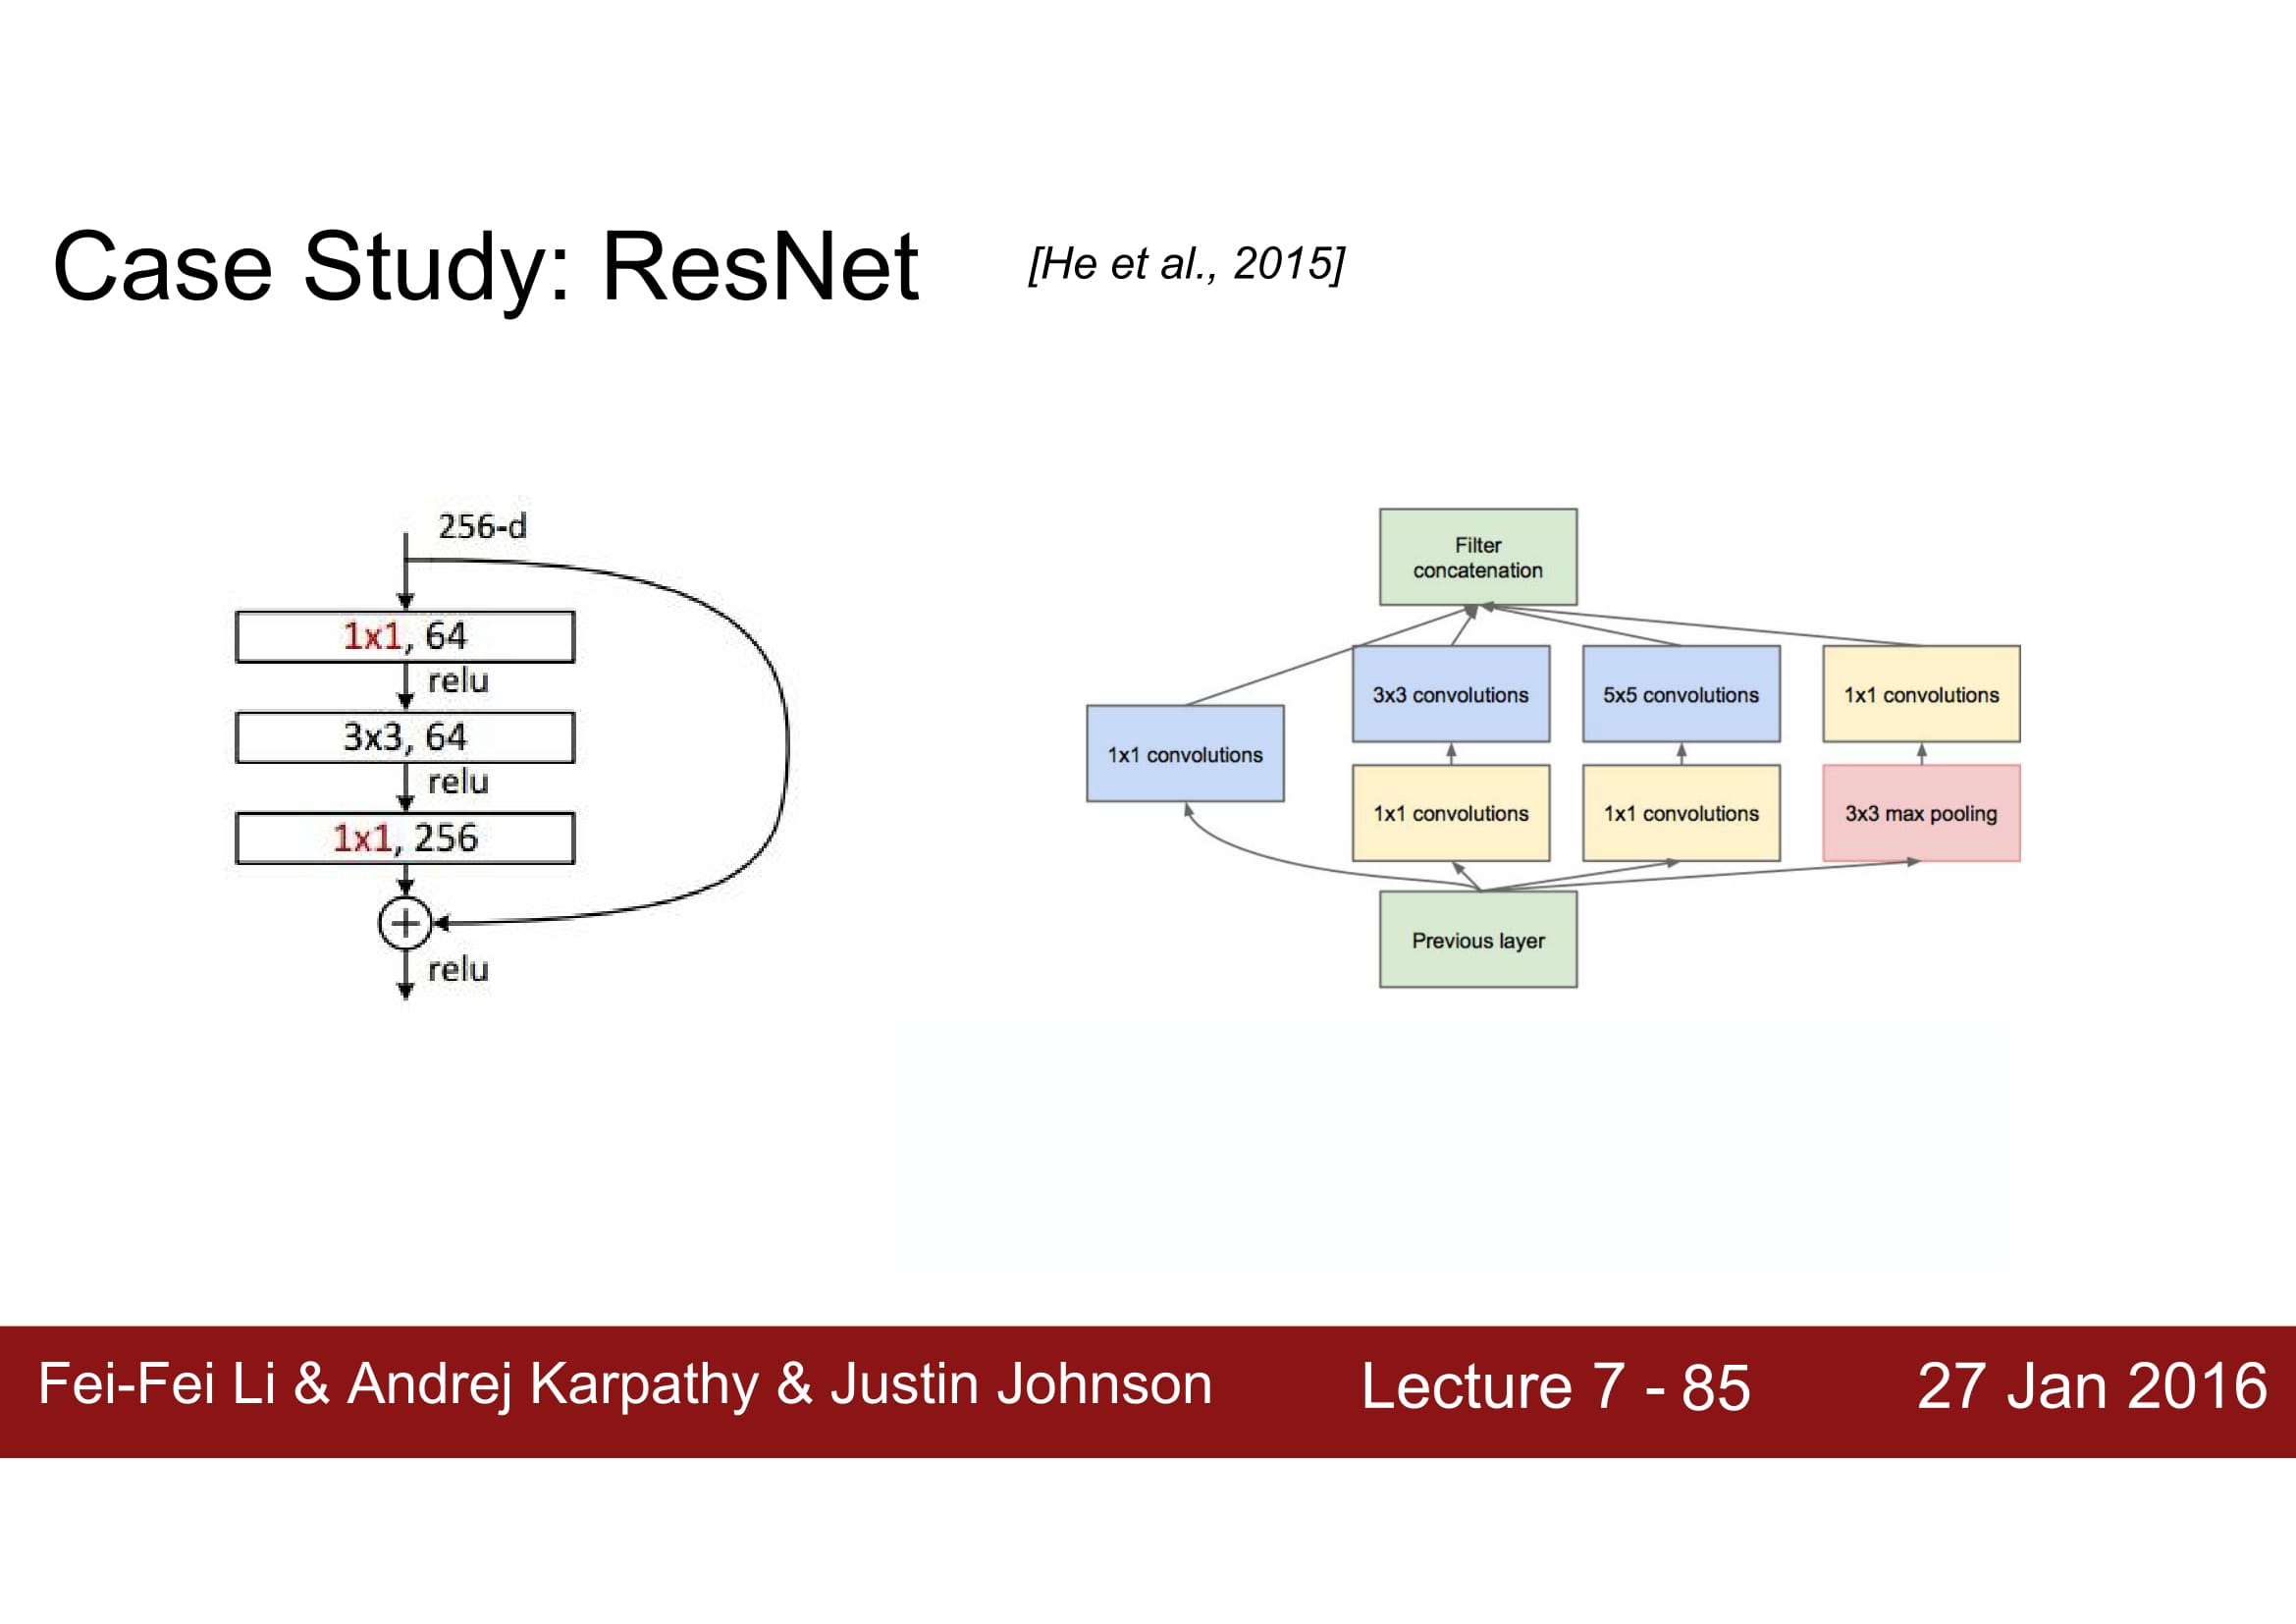 Case Study: ResNet [He et al., 2015]
256-d
1x1, 64
relu
3x3, 64
relu
1x1, 256
relu
Filter
concatenation
3x3 convolutions
5x5 convolutions
1x1 convolutions
1x1 convolutions
1x1 convolutions
1x1 convolutions
3x3 max pooling
Previous layer
Fei-Fei Li & Andrej Karpathy & Justin Johnson
Lecture 7 - 85
27 Jan 2016